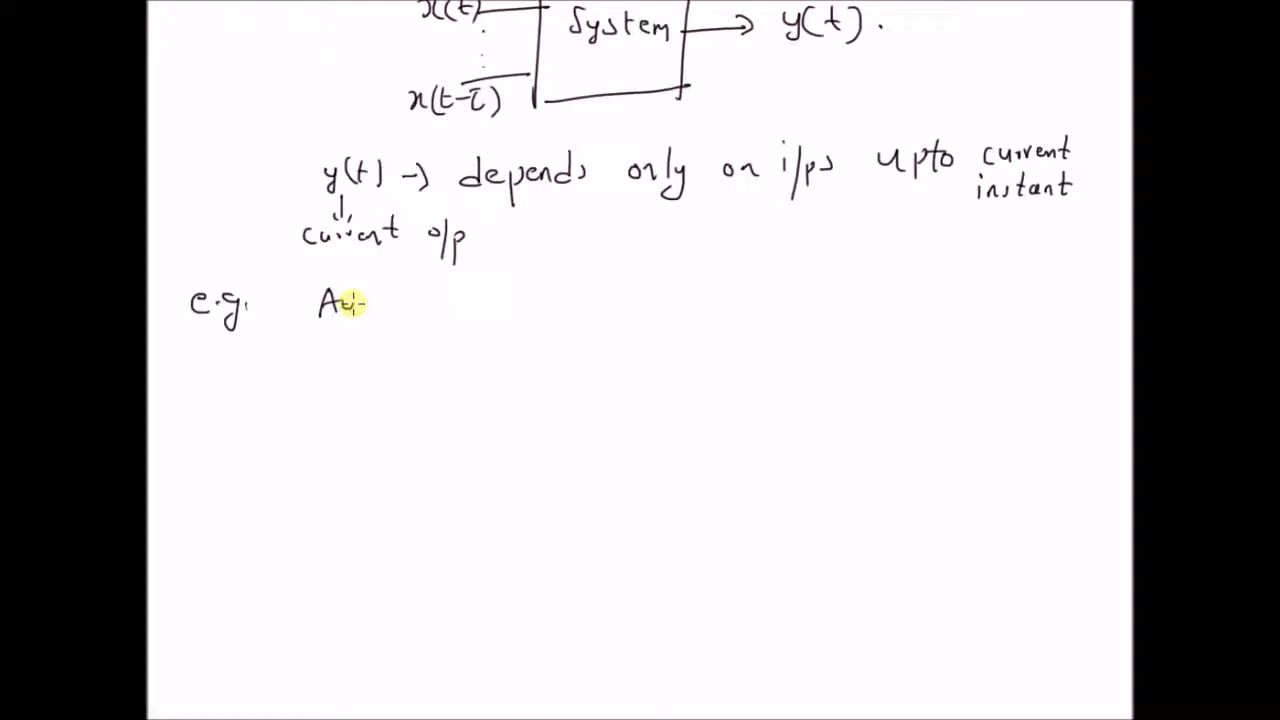 x(t) System → y(t).
x(t-τ)
y(t) → depends only on i/ps upto current instant
current o/p
e.g.